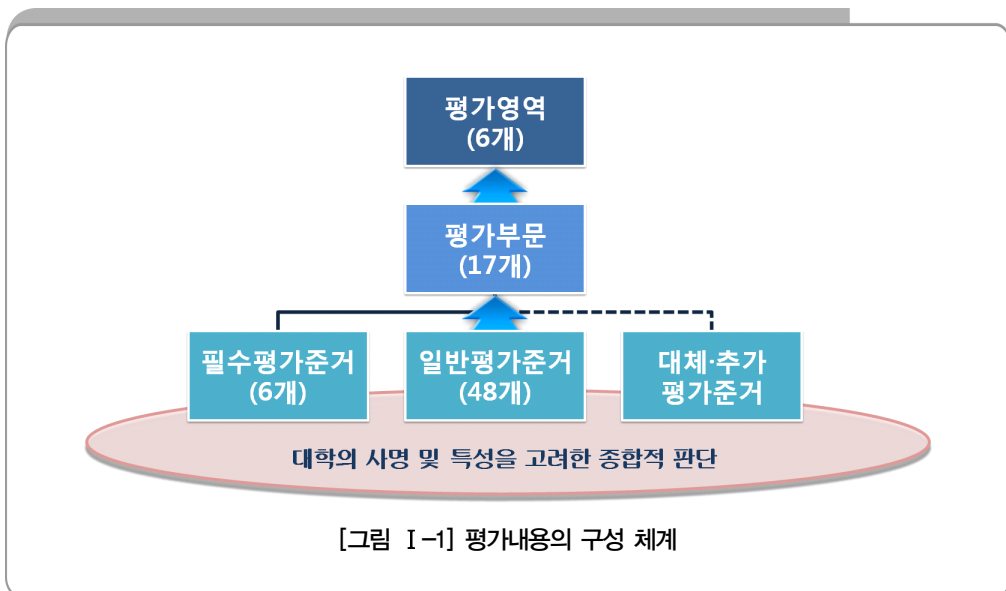 평가영역
(6개)
평가부문
(17개)
필수평가준거
(6개)
일반평가준거
(48개)
대체·추가
평가준거
대학의 사명 및 특성을 고려한 종합적 판단
[그림 Ⅰ-1] 평가내용의 구성 체계